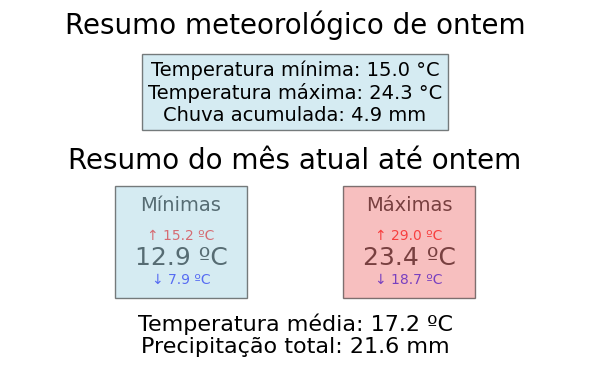 Resumo meteorológico de ontem
Temperatura mínima: 15.0 °C
Temperatura máxima: 24.3 °C
Chuva acumulada: 4.9 mm
Resumo do mês atual até ontem
Mínimas
↑ 15.2 ºC
12.9 ºC
↓ 7.9 ºC
Máximas
↑ 29.0 ºC
23.4 ºC
↓ 18.7 ºC
Temperatura média: 17.2 ºC
Precipitação total: 21.6 mm